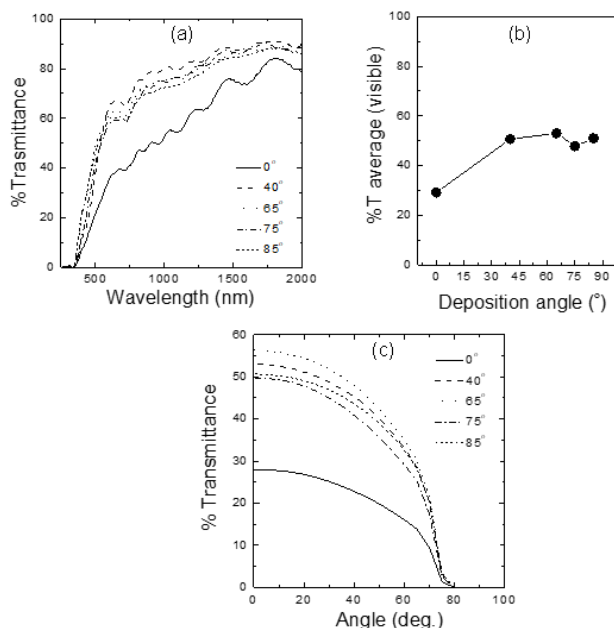 (a)
%Trasmittance
100
80
60
40
20
0
0°
40°
65°
75°
85°
500 1000 1500 2000
Wavelength (nm)
(b)
%T average (visible)
100
80
60
40
20
0
0 15 30 45 60 75 90
Deposition angle (°)
(c)
% Transmittance
60
50
40
30
20
10
0
0°
40°
65°
75°
85°
0 20 40 60 80 100
Angle (deg.)